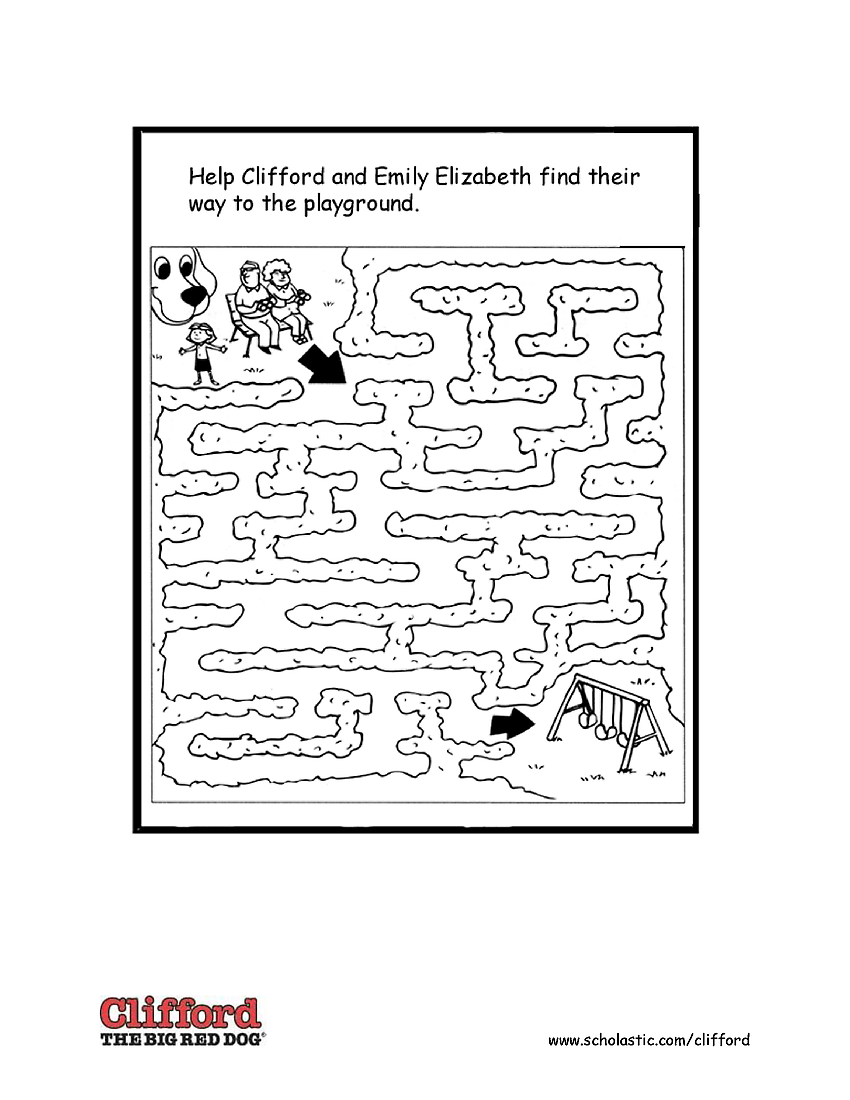 Help Clifford and Emily Elizabeth find their
way to the playground.
Clifford
THE BIG RED DOG®
www.scholastic.com/clifford